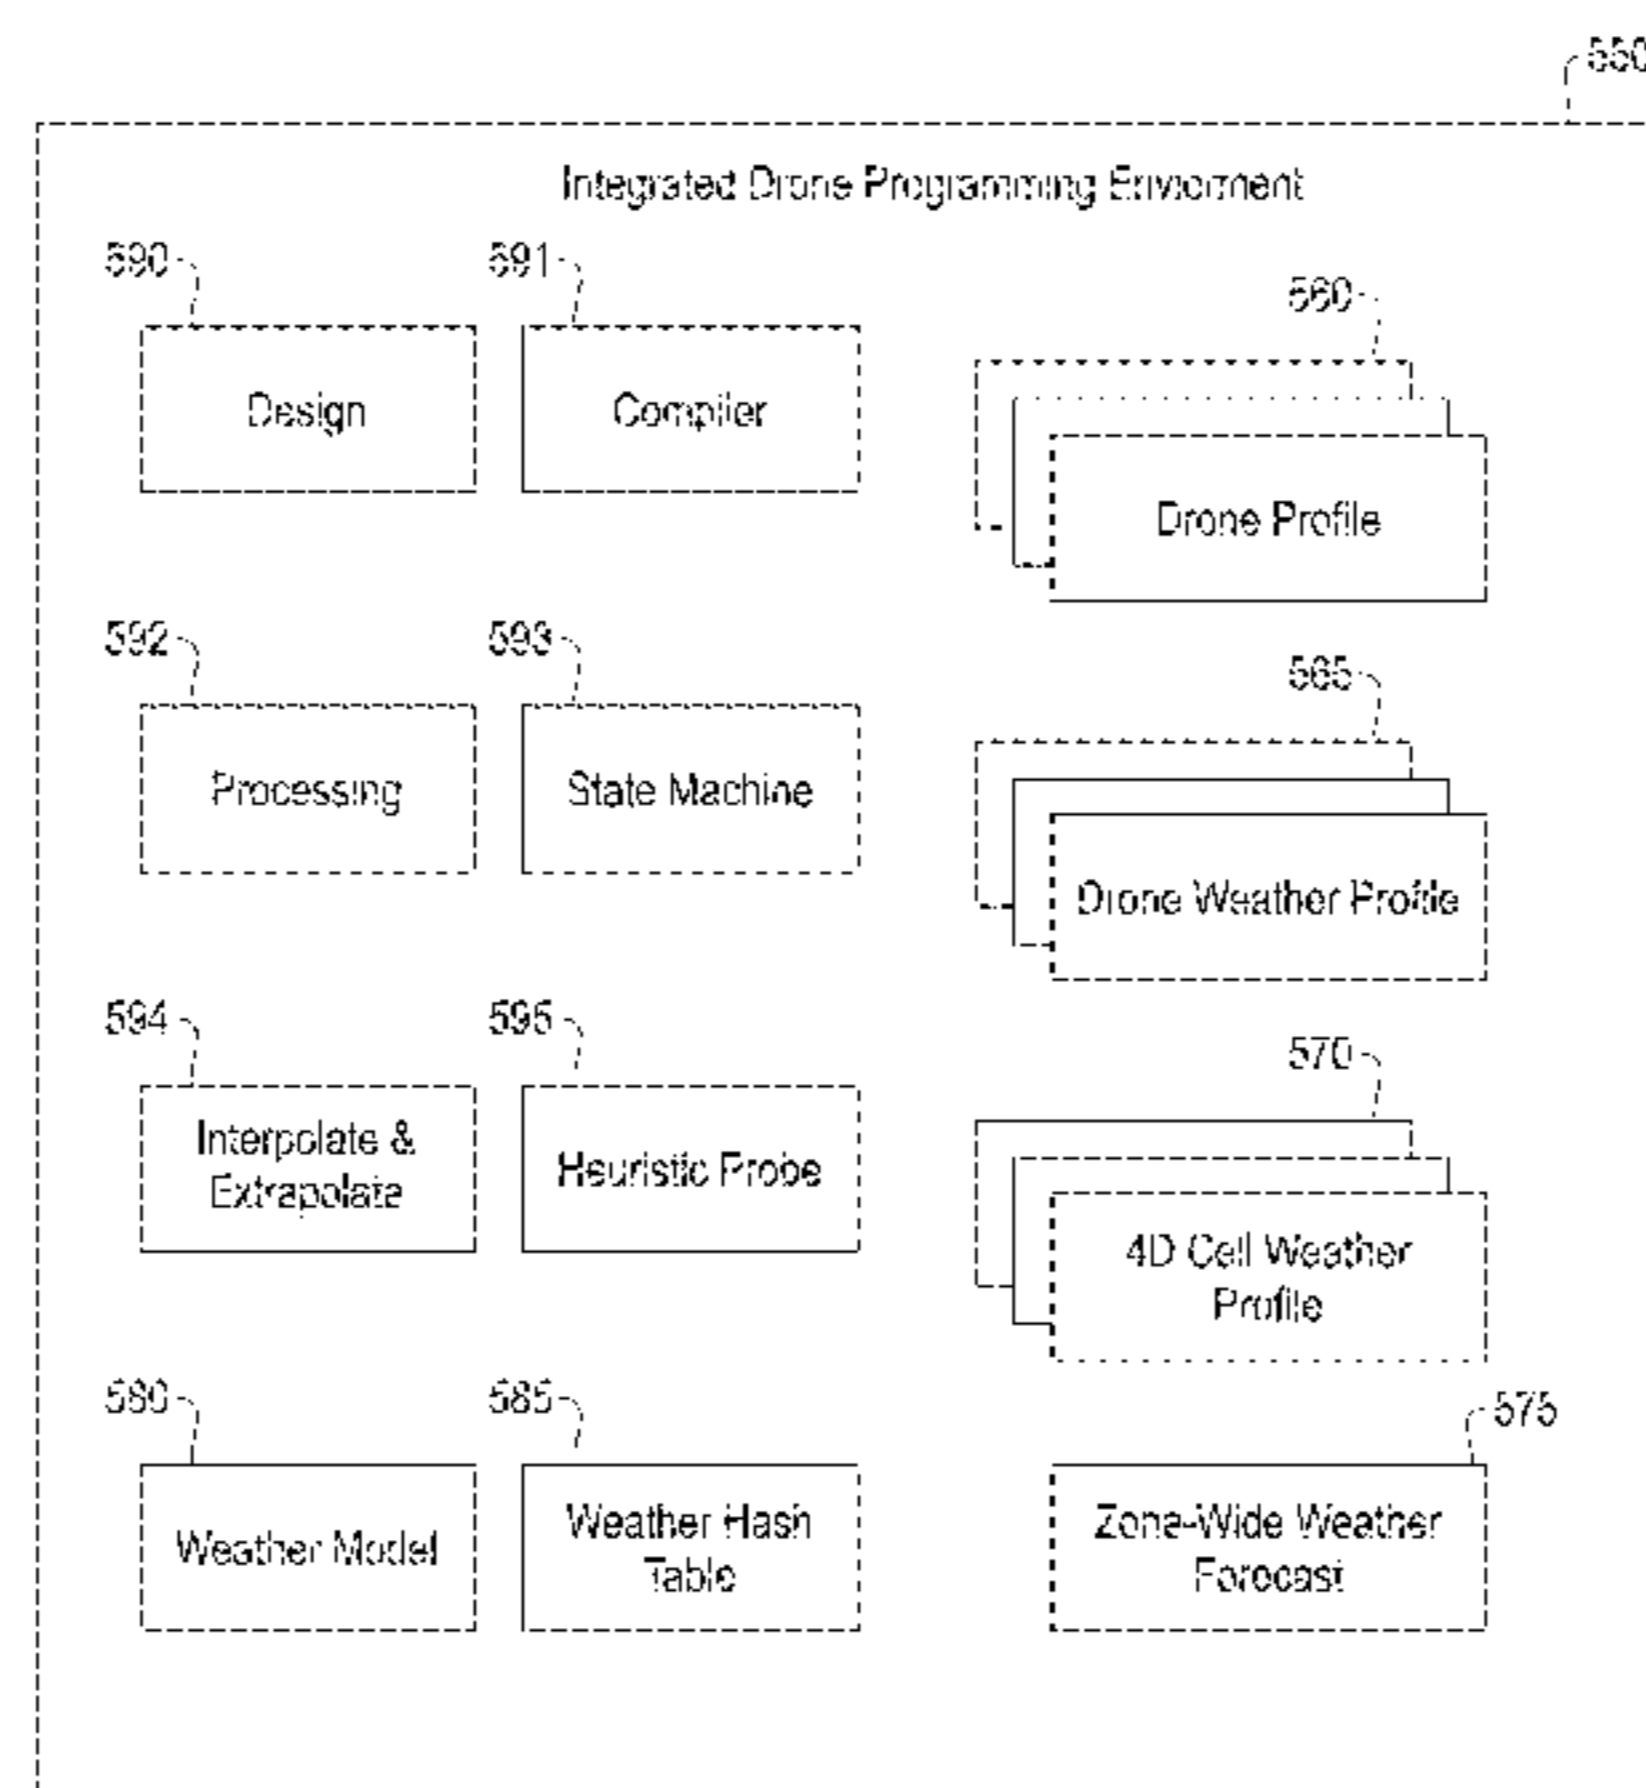 550
Integrated Drone Programming Enviorment
590
591
560
Design
Compiler
Drone Profile
592
593
565
Processing
State Machine
Drone Weather Profile
594
595
570
Interpolate &
Extrapolate
Heuristic Probe
4D Cell Weather
Profile
580
585
575
Weather Model
Weather Hash
Table
Zone-Wide Weather
Forecast